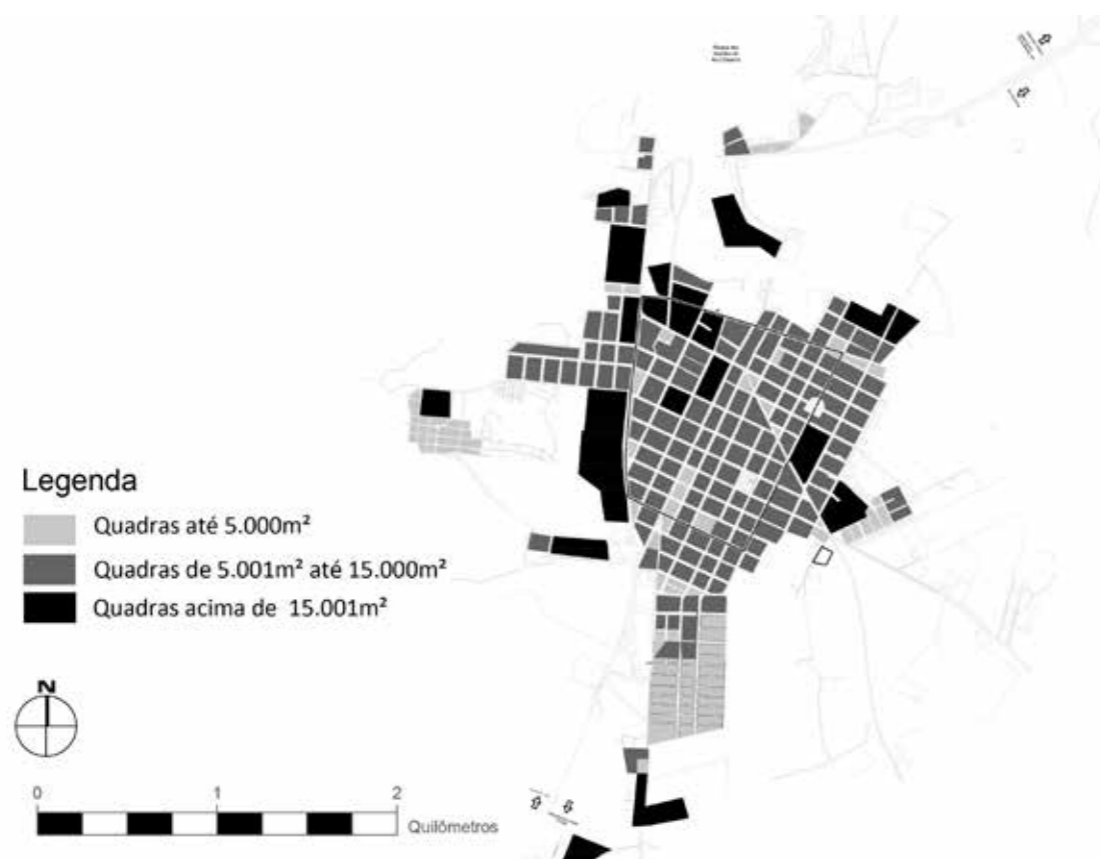 Legenda
Quadras até 5.000m²
Quadras de 5.001m² até 15.000m²
Quadras acima de 15.001m²
N
0 1 2
Quilômetros